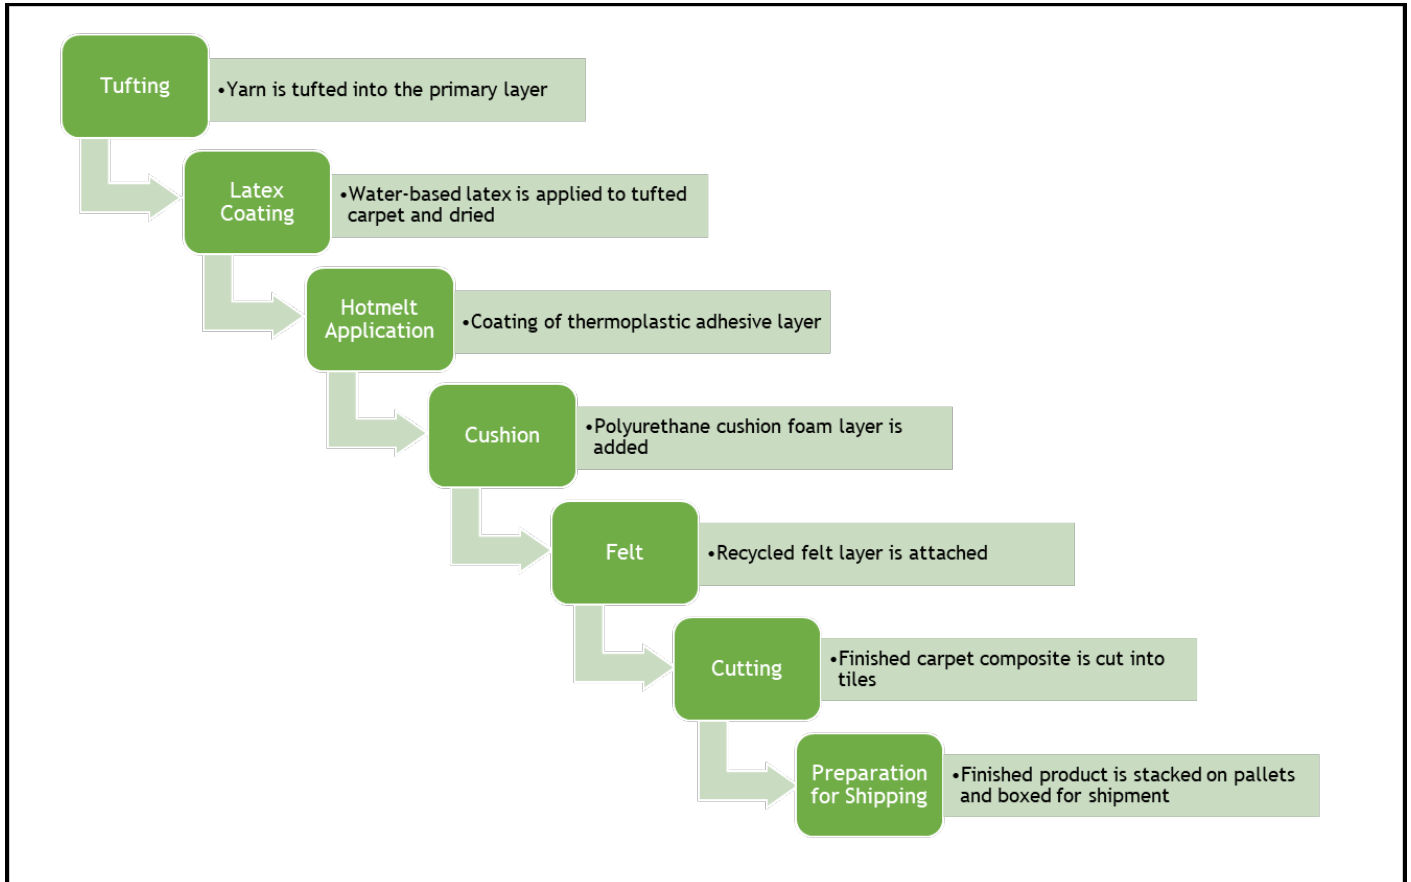 Tufting
•Yarn is tufted into the primary layer
Latex
Coating
•Water-based latex is applied to tufted
carpet and dried
Hotmelt
Application
•Coating of thermoplastic adhesive layer
Cushion
•Polyurethane cushion foam layer is
added
Felt
•Recycled felt layer is attached
Cutting
•Finished carpet composite is cut into
tiles
Preparation
for Shipping
•Finished product is stacked on pallets
and boxed for shipment